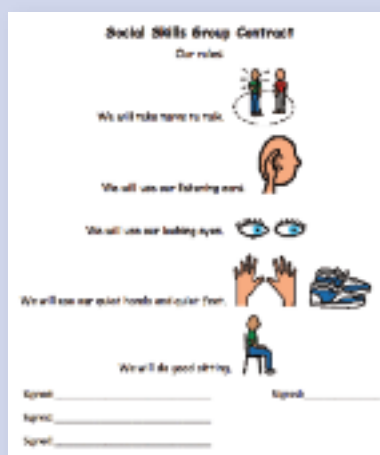 Social Skills Group Contract
Our rules:
We will take turns to talk.
We will use our listening ears.
We will use our looking eyes.
We will use our quiet hands and quiet feet.
We will do good sitting.
Signed: Signed:
Signed:
Signed: